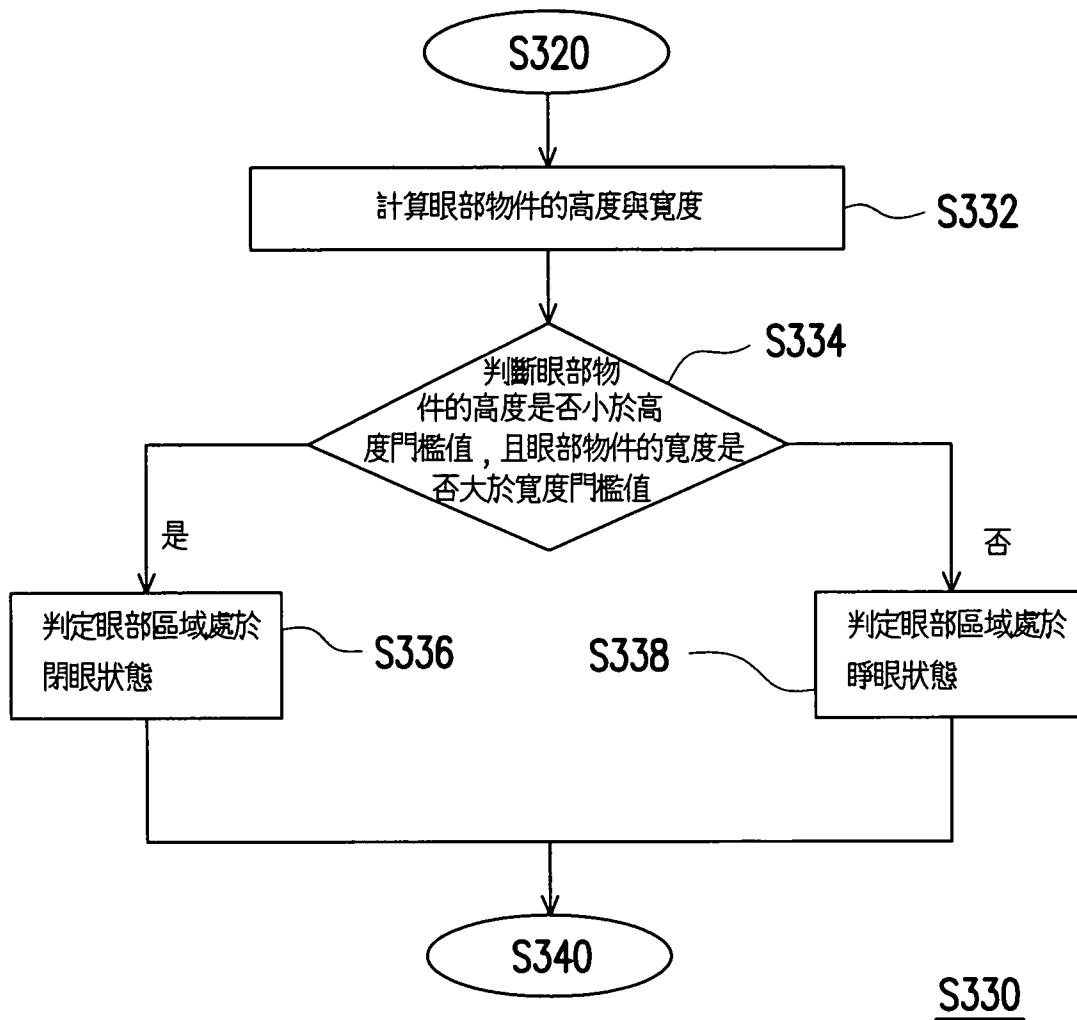 S320
計算眼部物件的高度與寬度
S332
S334
判斷眼部物
件的高度是否小於高
度門檻值，且眼部物件的寬度是
否大於寬度門檻值
是
否
判定眼部區域處於
閉眼狀態
S336
S338
判定眼部區域處於
睜眼狀態
S340
S330